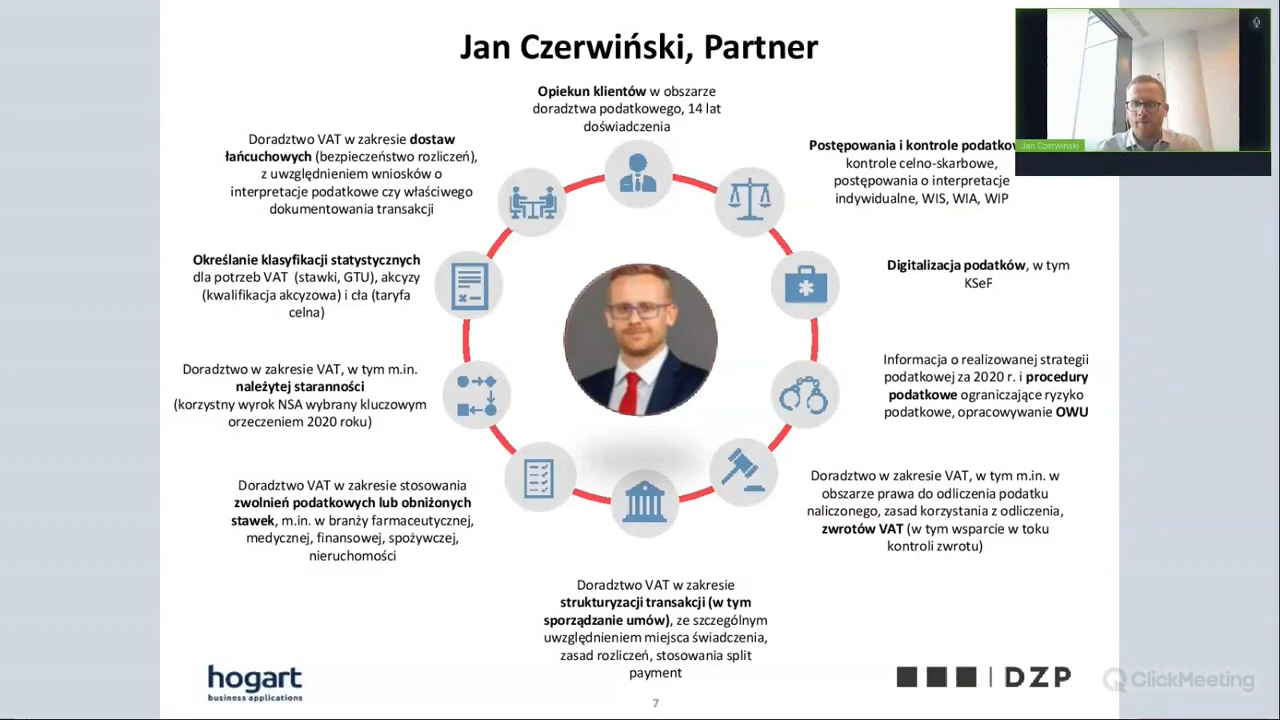 Jan Czerwiński, Partner
Opiekun klientów w obszarze
doradztwa podatkowego, 14 lat
doświadczenia
Doradztwo VAT w zakresie dostaw
łańcuchowych (bezpieczeństwo rozliczeń),
z uwzględnieniem wniosków o
interpretacje podatkowe czy właściwego
dokumentowania transakcji
Postępowania i kontrole
kontrole celno-skarbowe,
postępowania o interpretacje
indywidualne, WIS, WIA, WIP
Jan Czerwinski
Określanie klasyfikacji statystycznych
dla potrzeb VAT (stawki, GTU), akcyzy
(kwalifikacja akcyzowa) i cła (taryfa
celna)
Digitalizacja podatków, w tym
KSeF
Doradztwo w zakresie VAT, w tym m.in.
należytej staranności
(korzystny wyrok NSA wybrany kluczowym
orzeczeniem 2020 roku)
Informacja o realizowanej strategii
podatkowej za 2020 r. i procedury
podatkowe ograniczające ryzyko
podatkowe, opracowywanie OWU
Doradztwo VAT w zakresie stosowania
zwolnień podatkowych lub obniżonych
stawek, m.in. w branży farmaceutycznej,
medycznej, finansowej, spożywczej,
nieruchomości
Doradztwo w zakresie VAT, w tym m.in. w
obszarze prawa do odliczenia podatku
naliczonego, zasad korzystania z odliczenia,
zwrotów VAT (w tym wsparcie w toku
kontroli zwrotu)
Doradztwo VAT w zakresie
strukturyzacji transakcji (w tym
sporządzanie umów), ze szczególnym
uwzględnieniem miejsca świadczenia,
zasad rozliczeń, stosowania split
payment
hogart
business applications
DZP
ClickMeeting
7